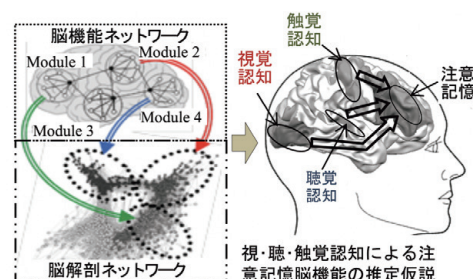 脳機能ネットワーク
Module 1
Module 2
Module 3
Module 4
脳解剖ネットワーク
触覚
認知
視覚
認知
注意
記憶
聴覚
認知
視・聴・触覚認知による注
意記憶脳機能の推定仮説